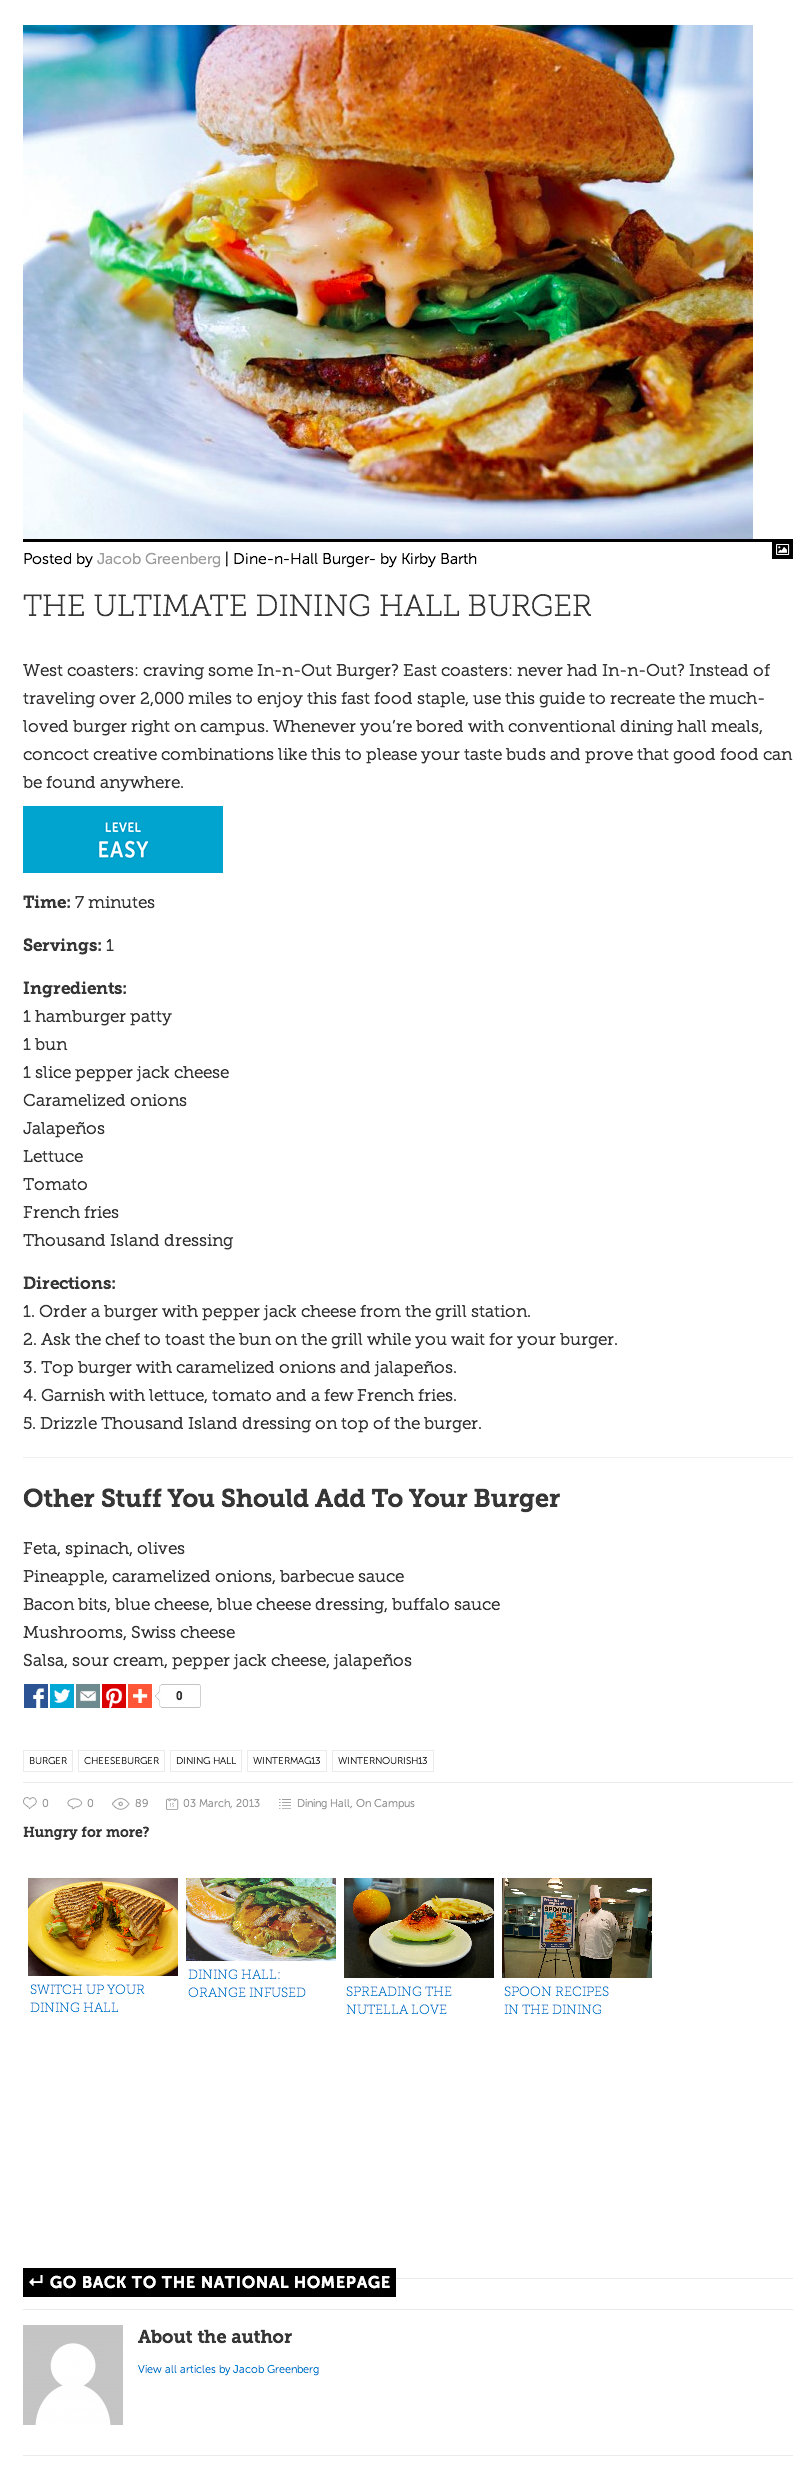 Posted by Jacob Greenberg | Dine-n-Hall Burger- by Kirby Barth
THE ULTIMATE DINING HALL BURGER
West coasters: craving some In-n-Out Burger? East coasters: never had In-n-Out? Instead of
traveling over 2,000 miles to enjoy this fast food staple, use this guide to recreate the much-
loved burger right on campus. Whenever you’re bored with conventional dining hall meals,
concoct creative combinations like this to please your taste buds and prove that good food can
be found anywhere.
LEVEL
EASY
Time: 7 minutes
Servings: 1
Ingredients:
1 hamburger patty
1 bun
1 slice pepper jack cheese
Caramelized onions
Jalapeños
Lettuce
Tomato
French fries
Thousand Island dressing
Directions:
1. Order a burger with pepper jack cheese from the grill station.
2. Ask the chef to toast the bun on the grill while you wait for your burger.
3. Top burger with caramelized onions and jalapeños.
4. Garnish with lettuce, tomato and a few French fries.
5. Drizzle Thousand Island dressing on top of the burger.
Other Stuff You Should Add To Your Burger
Feta, spinach, olives
Pineapple, caramelized onions, barbecue sauce
Bacon bits, blue cheese, blue cheese dressing, buffalo sauce
Mushrooms, Swiss cheese
Salsa, sour cream, pepper jack cheese, jalapeños
0
BURGER CHEESEBURGER DINING HALL WINTERMAG13 WINTERNOURISH13
0 0 89 03 March, 2013 Dining Hall, On Campus
Hungry for more?
SWITCH UP YOUR
DINING HALL
DINING HALL:
ORANGE INFUSED
SPREADING THE
NUTELLA LOVE
SPOON RECIPES
IN THE DINING
GO BACK TO THE NATIONAL HOMEPAGE
About the author
View all articles by Jacob Greenberg